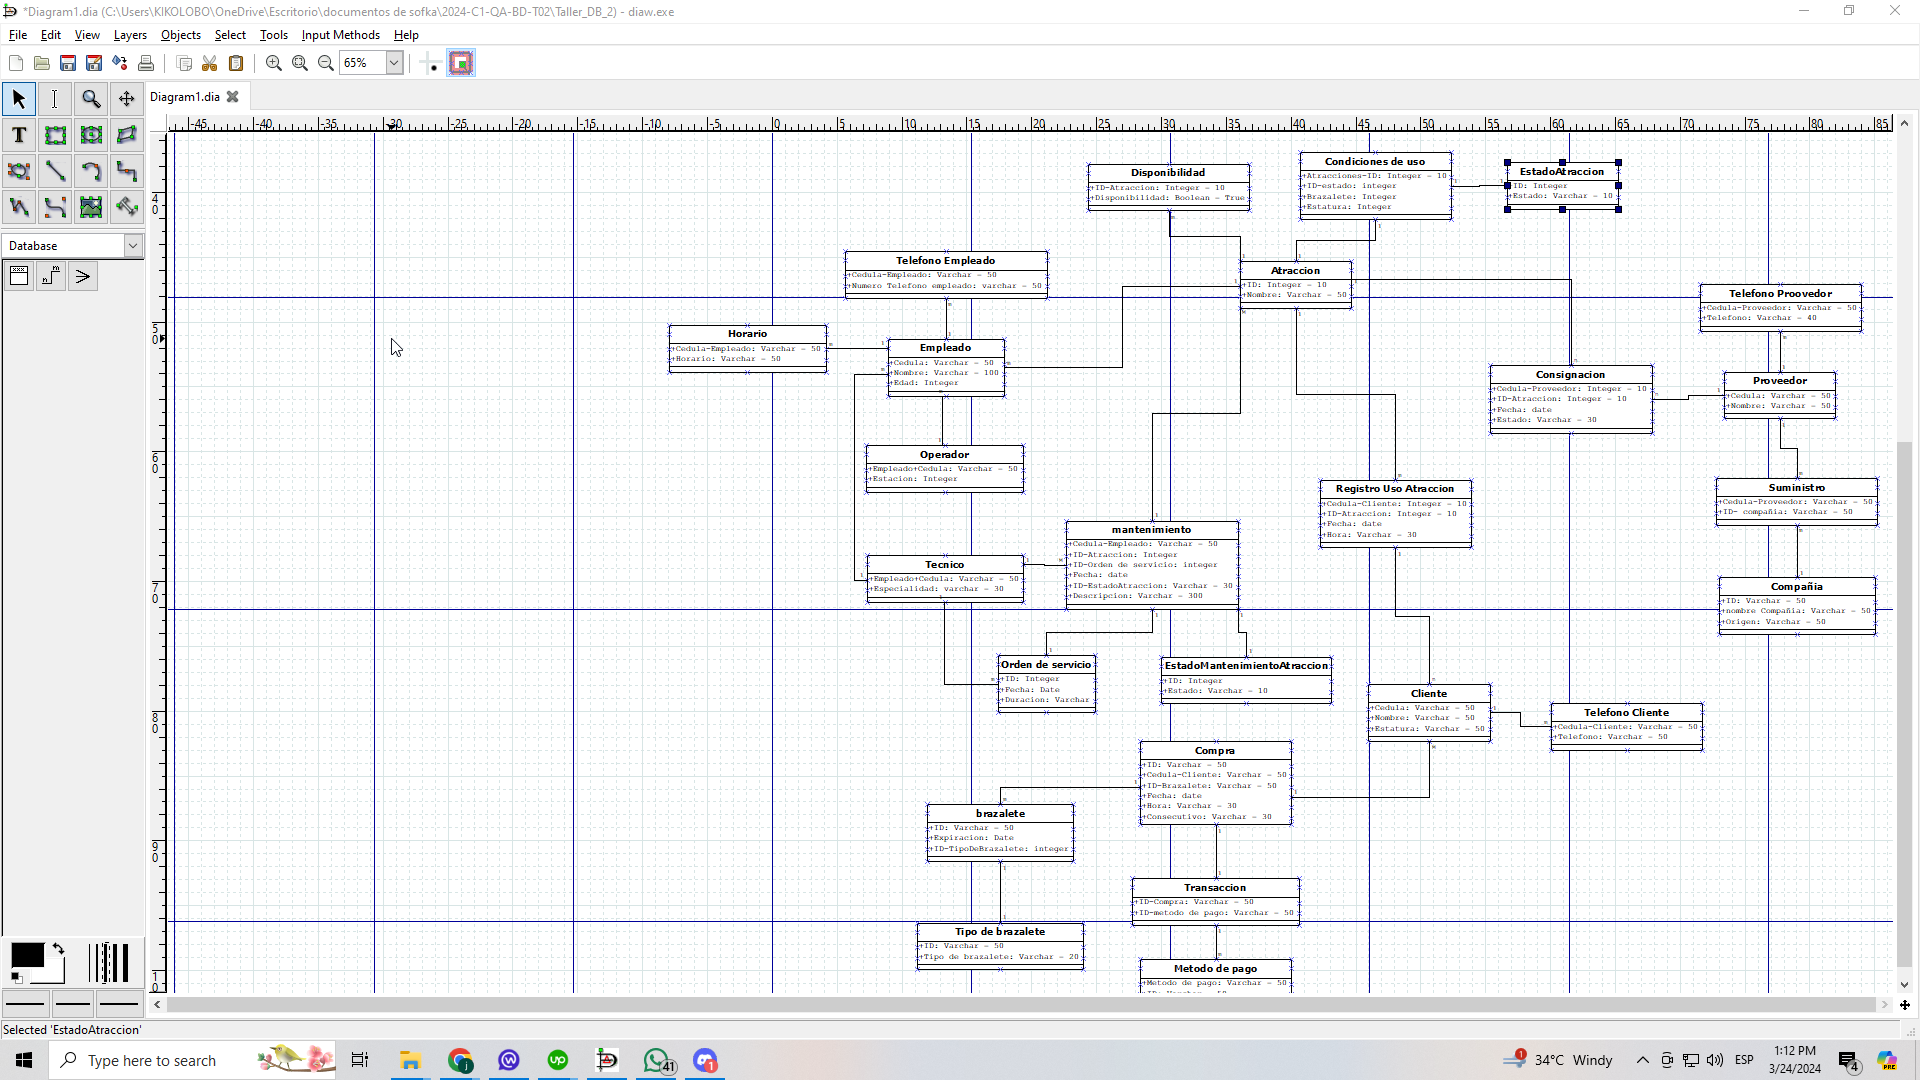 *Diagram1.dia (C:\Users\KIKOLOBO\OneDrive\Escritorio\documentos de sofka\2024-C1-QA-BD-T02\Taller_DB_2) - diaw.exe
File Edit View Layers Objects Select Tools Input Methods Help
65%
Diagram1.dia
-45 -40 -35 -30 -25 -20 -15 -10 -5 0 5 10 15 20 25 30 35 40 45 50 55 60 65 70 75 80 85
40
50
60
70
80
90
10
Database
Disponibilidad
+ID-Atraccion: Integer - 10
+Disponibilidad: Boolean - True
Condiciones de uso
+Atracciones-ID: Integer - 10
+ID-estado: integer
+Brazalete: Integer
+Estatura: Integer
EstadoAtraccion
+ID: Integer
+Estado: Varchar - 10
Telefono Empleado
+Cedula-Empleado: Varchar - 50
+Numero Telefono empleado: varchar - 50
Atraccion
+ID: Integer - 10
+Nombre: Varchar - 50
Telefono Proovedor
+Cedula-Proveedor: Varchar - 50
+Telefono: Varchar - 40
Horario
+Cedula-Empleado: Varchar - 50
+Horario: Varchar - 50
Empleado
+Cedula: Varchar - 50
+Nombre: Varchar - 100
+Edad: Integer
Consignacion
+Cedula-Proveedor: Integer - 10
+ID-Atraccion: Integer - 10
+Fecha: date
+Estado: Varchar - 30
Proveedor
+Cedula: Varchar - 50
+Nombre: Varchar - 50
Operador
+Empleado+Cedula: Varchar - 50
+Estacion: Integer
Registro Uso Atraccion
+Cedula-Cliente: Integer - 10
+ID-Atraccion: Integer - 10
+Fecha: date
+Hora: Varchar - 30
Suministro
+Cedula-Proveedor: Varchar - 50
+ID- compañia: Varchar - 50
mantenimiento
+Cedula-Empleado: Varchar - 50
+ID-Atraccion: Integer
+ID-Orden de servicio: integer
+Fecha: date
+ID-EstadoAtraccion: Varchar - 30
+Descripcion: Varchar - 300
Tecnico
+Empleado+Cedula: Varchar - 50
+Especialidad: varchar - 30
Compañia
+ID: Varchar - 50
+nombre Compañia: Varchar - 50
+Origen: Varchar - 50
Orden de servicio
+ID: Integer
+Fecha: Date
+Duracion: Varchar
EstadoMantenimientoAtraccion
+ID: Integer
+Estado: Varchar - 10
Cliente
+Cedula: Varchar - 50
+Nombre: Varchar - 50
+Estatura: Varchar - 50
Telefono Cliente
+Cedula-Cliente: Varchar - 50
+Telefono: Varchar - 50
Compra
+ID: Varchar - 50
+Cedula-Cliente: Varchar - 50
+ID-Brazalete: Varchar - 50
+Fecha: date
+Hora: Varchar - 30
+Consecutivo: Varchar - 30
brazalete
+ID: Varchar - 50
+Expiracion: Date
+ID-TipoDeBrazalete: integer
Transaccion
+ID-Compra: Varchar - 50
+ID-metodo de pago: Varchar - 50
Tipo de brazalete
+ID: Varchar - 50
+Tipo de brazalete: Varchar - 20
Metodo de pago
+Metodo de pago: Varchar - 50
Selected 'EstadoAtraccion'
Type here to search
41
1
1
34°C Windy
ESP
1:12 PM
3/24/2024
4
PRE